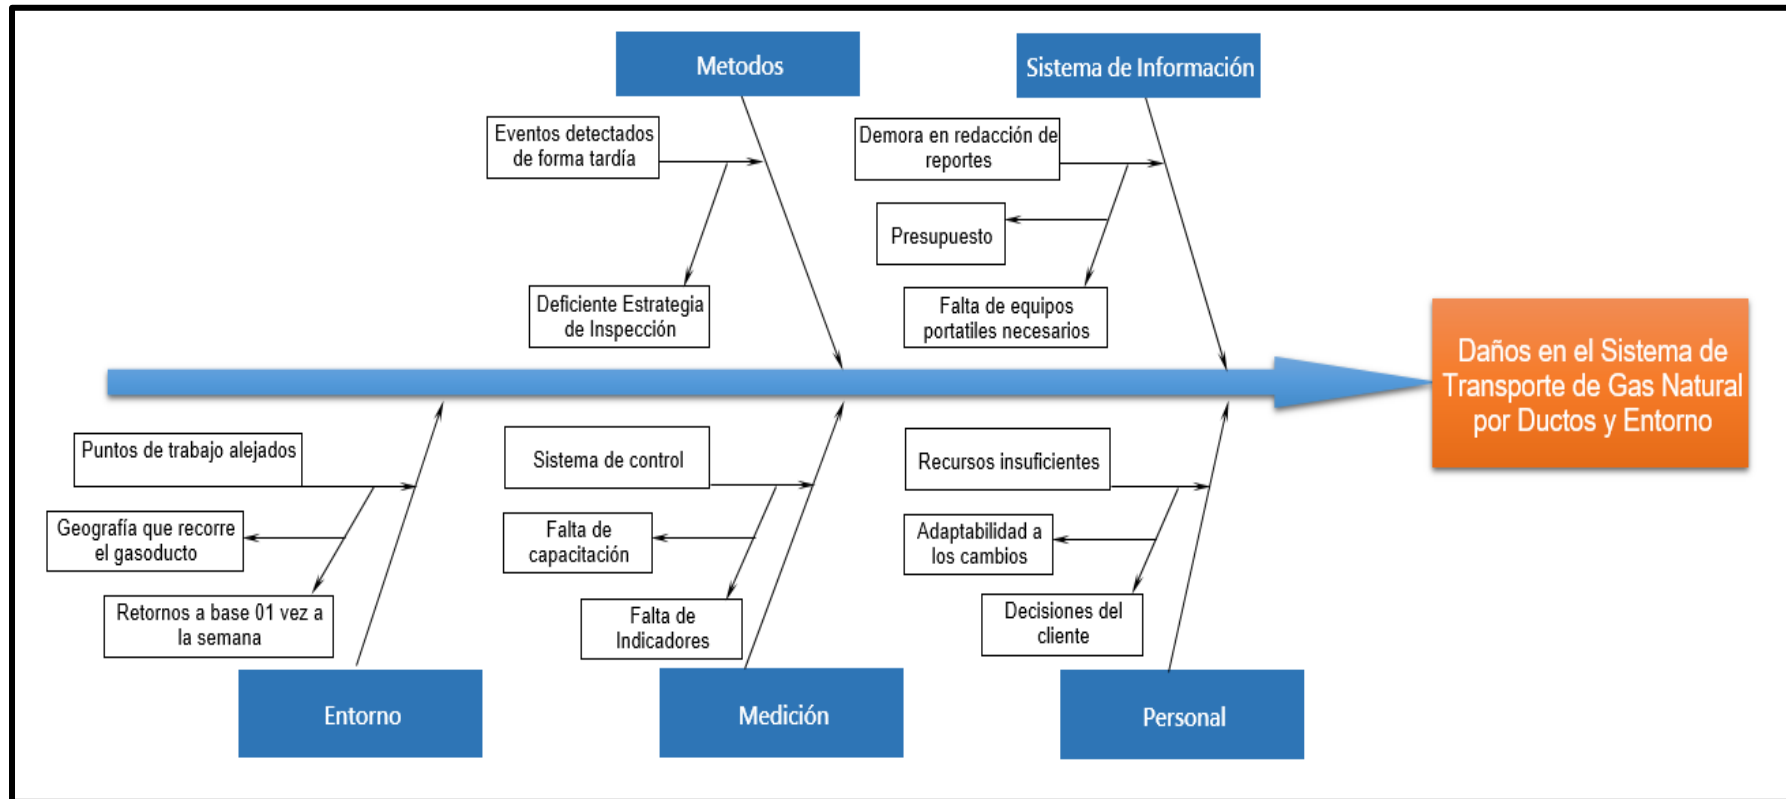 Metodos
Sistema de Información
Eventos detectados
de forma tardía
Demora en redacción de
reportes
Presupuesto
Deficiente Estrategia
de Inspección
Falta de equipos
portatiles necesarios
Daños en el Sistema de
Transporte de Gas Natural
por Ductos y Entorno
Puntos de trabajo alejados
Sistema de control
Recursos insuficientes
Geografía que recorre
el gasoducto
Falta de
capacitación
Adaptabilidad a
los cambios
Retornos a base 01 vez a
la semana
Falta de
Indicadores
Decisiones del
cliente
Entorno
Medición
Personal